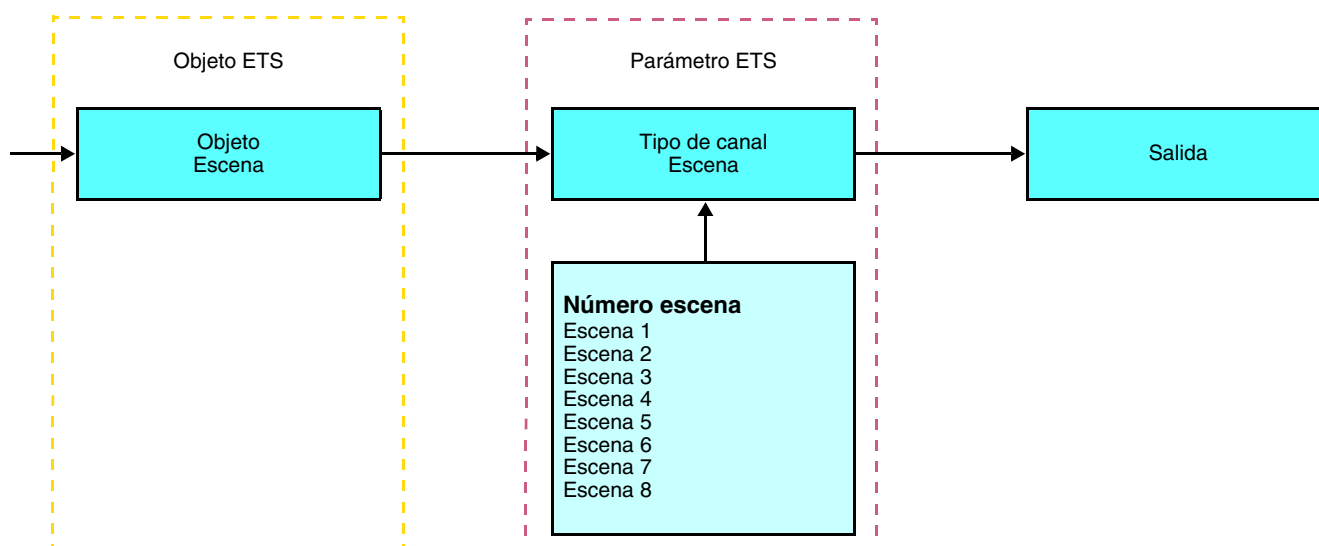 Objeto ETS
Parámetro ETS
Objeto
Escena
Tipo de canal
Escena
Salida
Número escena
Escena 1
Escena 2
Escena 3
Escena 4
Escena 5
Escena 6
Escena 7
Escena 8